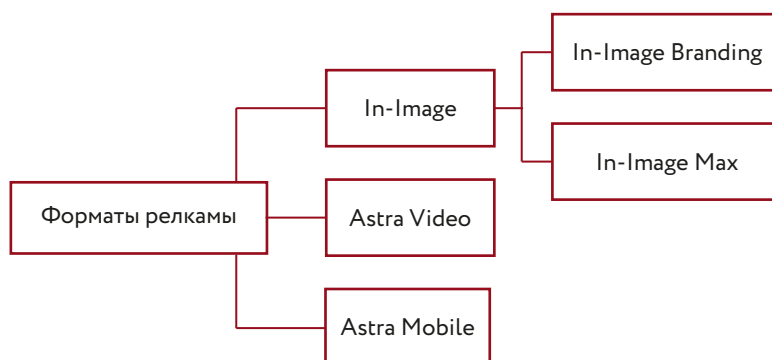 In-Image Branding
In-Image
In-Image Max
Форматы релкамы
Astra Video
Astra Mobile